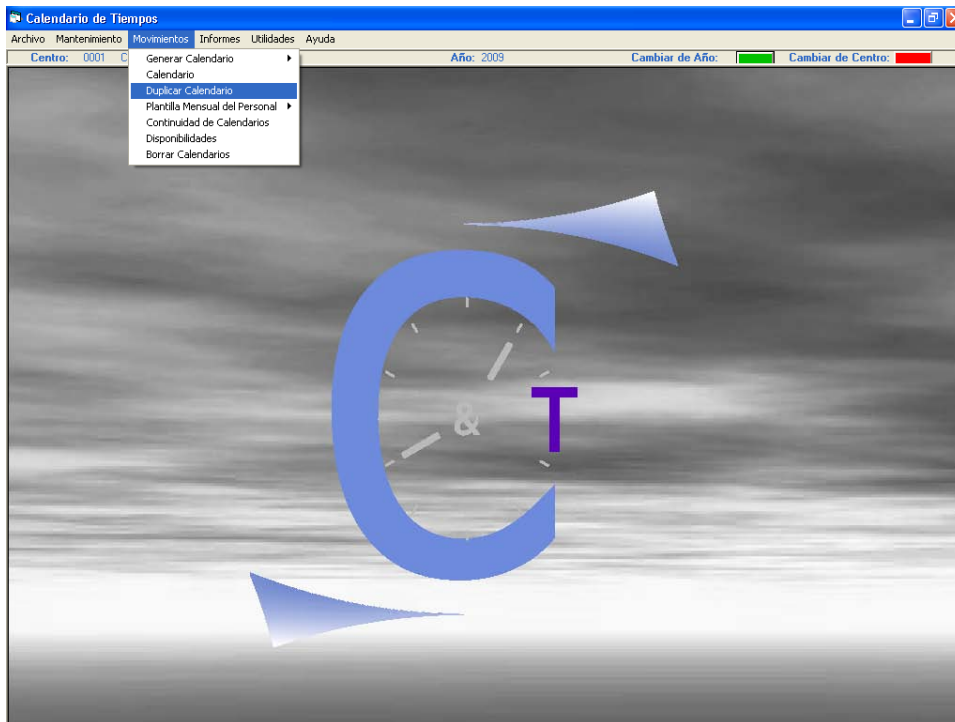 Calendario de Tiempos
Archivo Mantenimiento Movimientos Informes Utilidades Ayuda
Centro: 0001 C Año: 2009 Cambiar de Año: Cambiar de Centro:
Generar Calendario
Calendario
Duplicar Calendario
Plantilla Mensual del Personal
Continuidad de Calendarios
Disponibilidades
Borrar Calendarios
C & T